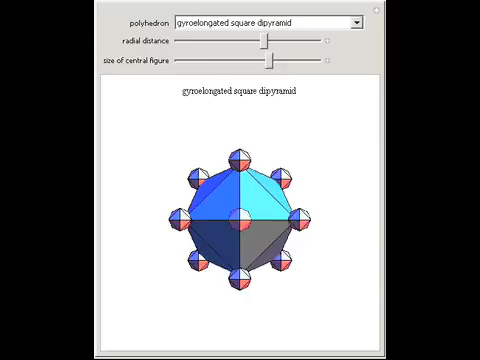 polyhedron gyroelongated square dipyramid
radial distance
size of central figure
gyroelongated square dipyramid